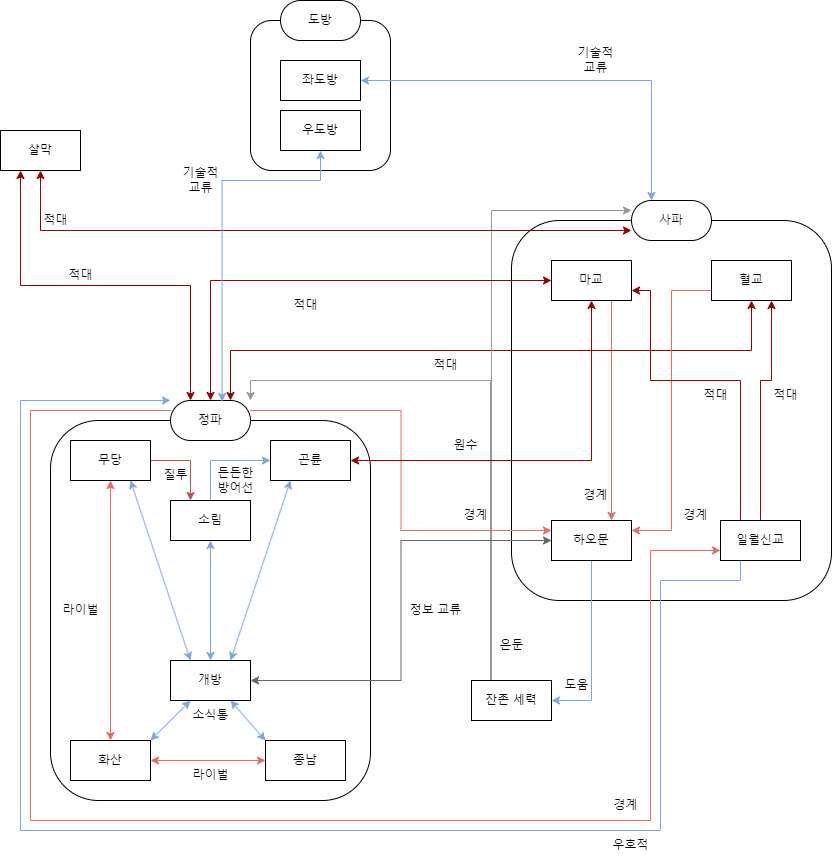 도방
좌도방
기술적
교류
우도방
살막
기술적
교류
사파
적대
적대
마교
혈교
적대
적대
적대
적대
정파
무당
곤륜
원수
질투
든든한
방어선
소림
경계
경계
경계
하오문
일월신교
라이벌
정보 교류
은둔
개방
도움
잔존 세력
소식통
화산
종남
라이벌
경계
우호적